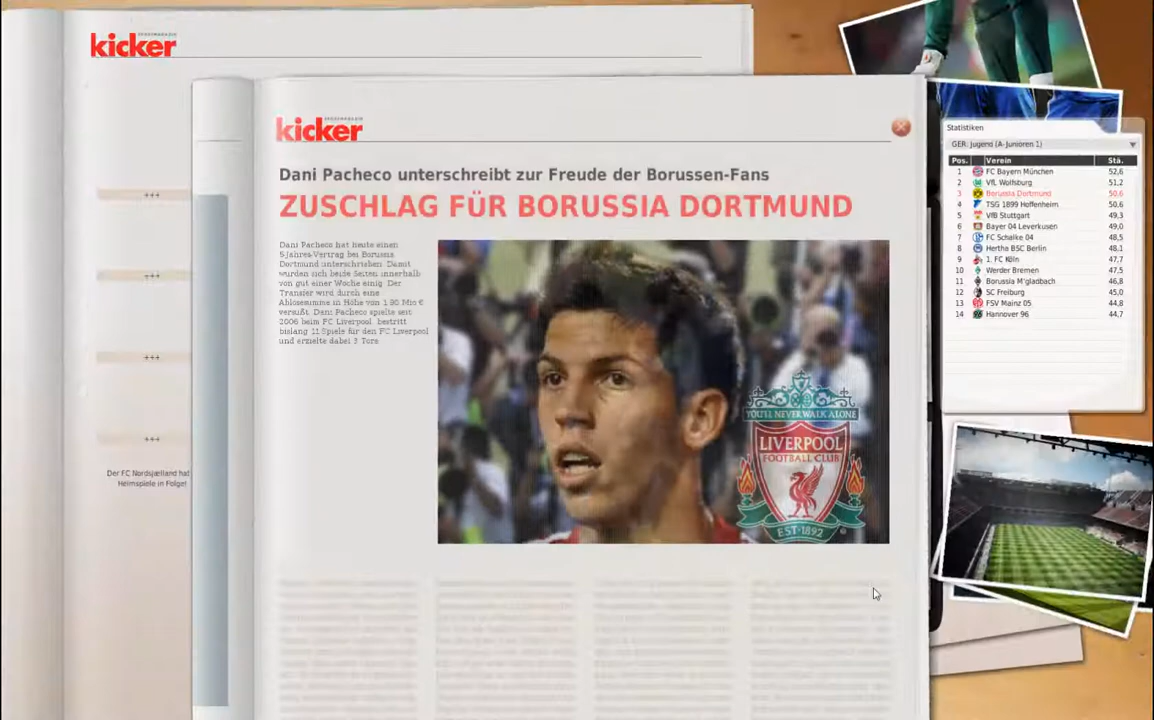 SPORTMAGAZIN
kicker
+++
+++
+++
+++
Der FC Nordsjælland hat
Heimspiele in Folge!
SPORTMAGAZIN
kicker
Dani Pacheco unterschreibt zur Freude der Borussen-Fans
ZUSCHLAG FÜR BORUSSIA DORTMUND
Dani Pacheco hat heute einen
5-Jahres-Vertrag bei Borussia
Dortmund unterschrieben. Damit
wurden sich beide Seiten innerhalb
von gut einer Woche einig. Der
Transfer wird durch eine
Ablösesumme in Höhe von 1.80 Mio €
versüßt. Dani Pacheco spielte seit
2006 beim FC Liverpool, bestritt
bislang 11 Spiele für den FC Liverpool
und erzielte dabei 3 Tore.
YOU'LL NEVER WALK ALONE
LIVERPOOL
FOOTBALL CLUB
EST·1892
Statistiken
GER: Jugend (A-Junioren 1)
Pos. Verein Stä.
1 FC Bayern München 52,6
2 VfL Wolfsburg 51,2
3 Borussia Dortmund 50,6
4 TSG 1899 Hoffenheim 50,6
5 VfB Stuttgart 49,3
6 Bayer 04 Leverkusen 49,0
7 FC Schalke 04 48,5
8 Hertha BSC Berlin 48,1
9 1. FC Köln 47,7
10 Werder Bremen 47,5
11 Borussia M'gladbach 46,8
12 SC Freiburg 45,0
13 FSV Mainz 05 44,8
14 Hannover 96 44,7